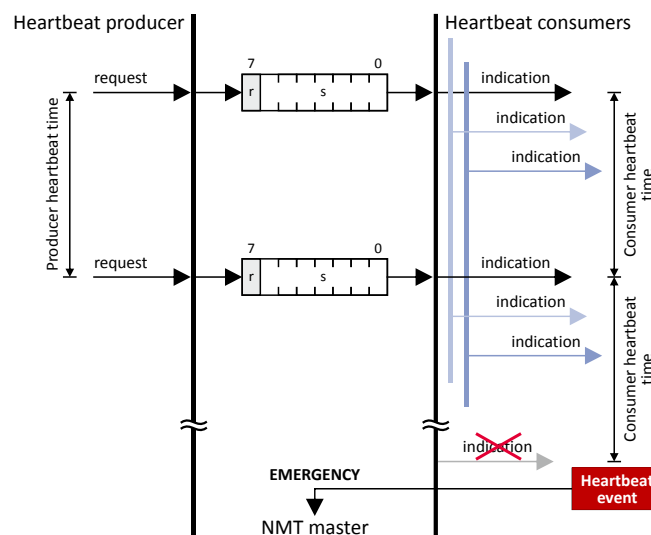 Heartbeat producer
Heartbeat consumers
7 0
request
r s
indication
indication
indication
Producer heartbeat time
Consumer heartbeat
time
7 0
request
r s
indication
indication
indication
Consumer heartbeat
time
indication
EMERGENCY
Heartbeat
event
NMT master